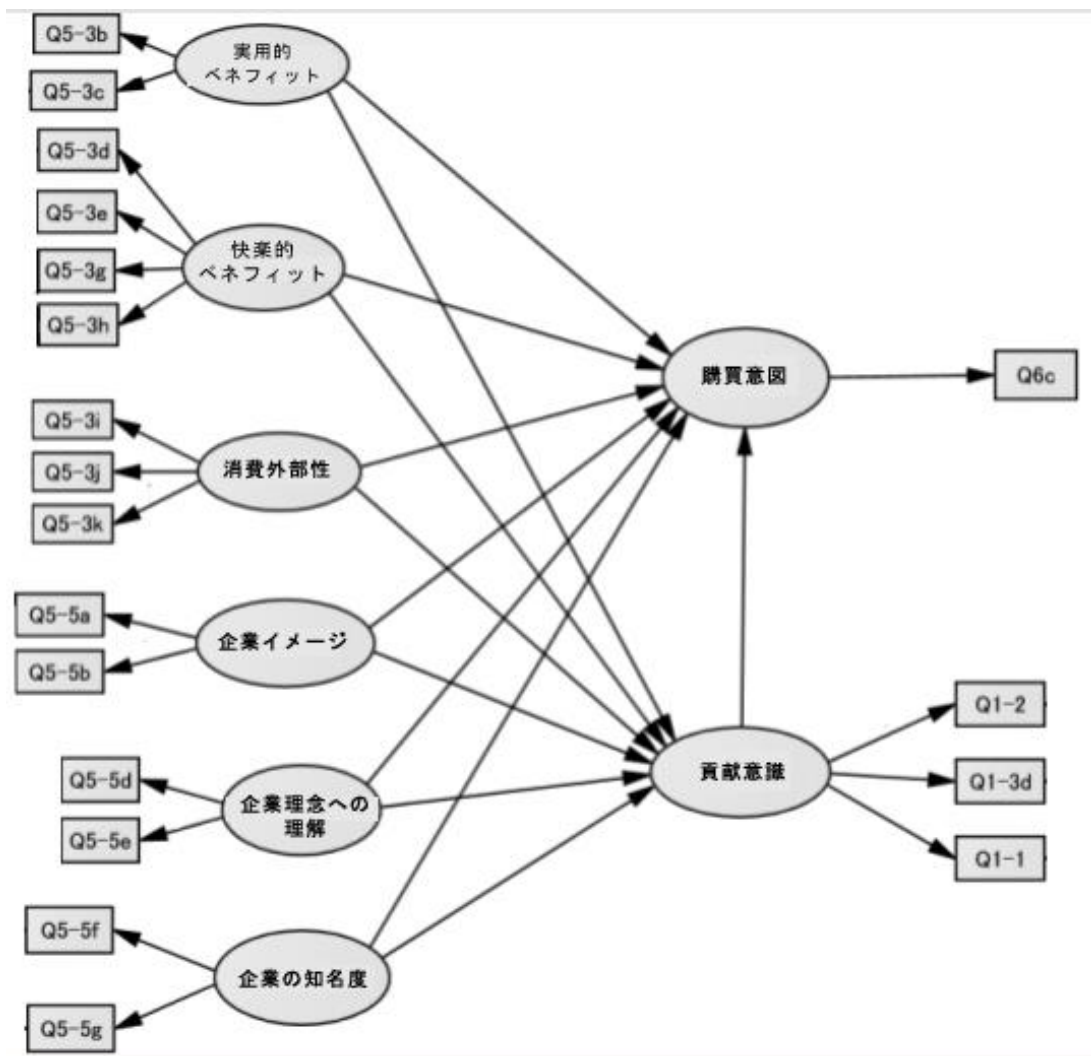 Q5-3b
Q5-3c
実用的
ベネフィット
Q5-3d
Q5-3e
Q5-3g
Q5-3h
快楽的
ベネフィット
Q5-3i
Q5-3j
Q5-3k
消費外部性
Q5-5a
Q5-5b
企業イメージ
Q5-5d
Q5-5e
企業理念への
理解
Q5-5f
Q5-5g
企業の知名度
購買意図
Q6c
貢献意識
Q1-2
Q1-3d
Q1-1